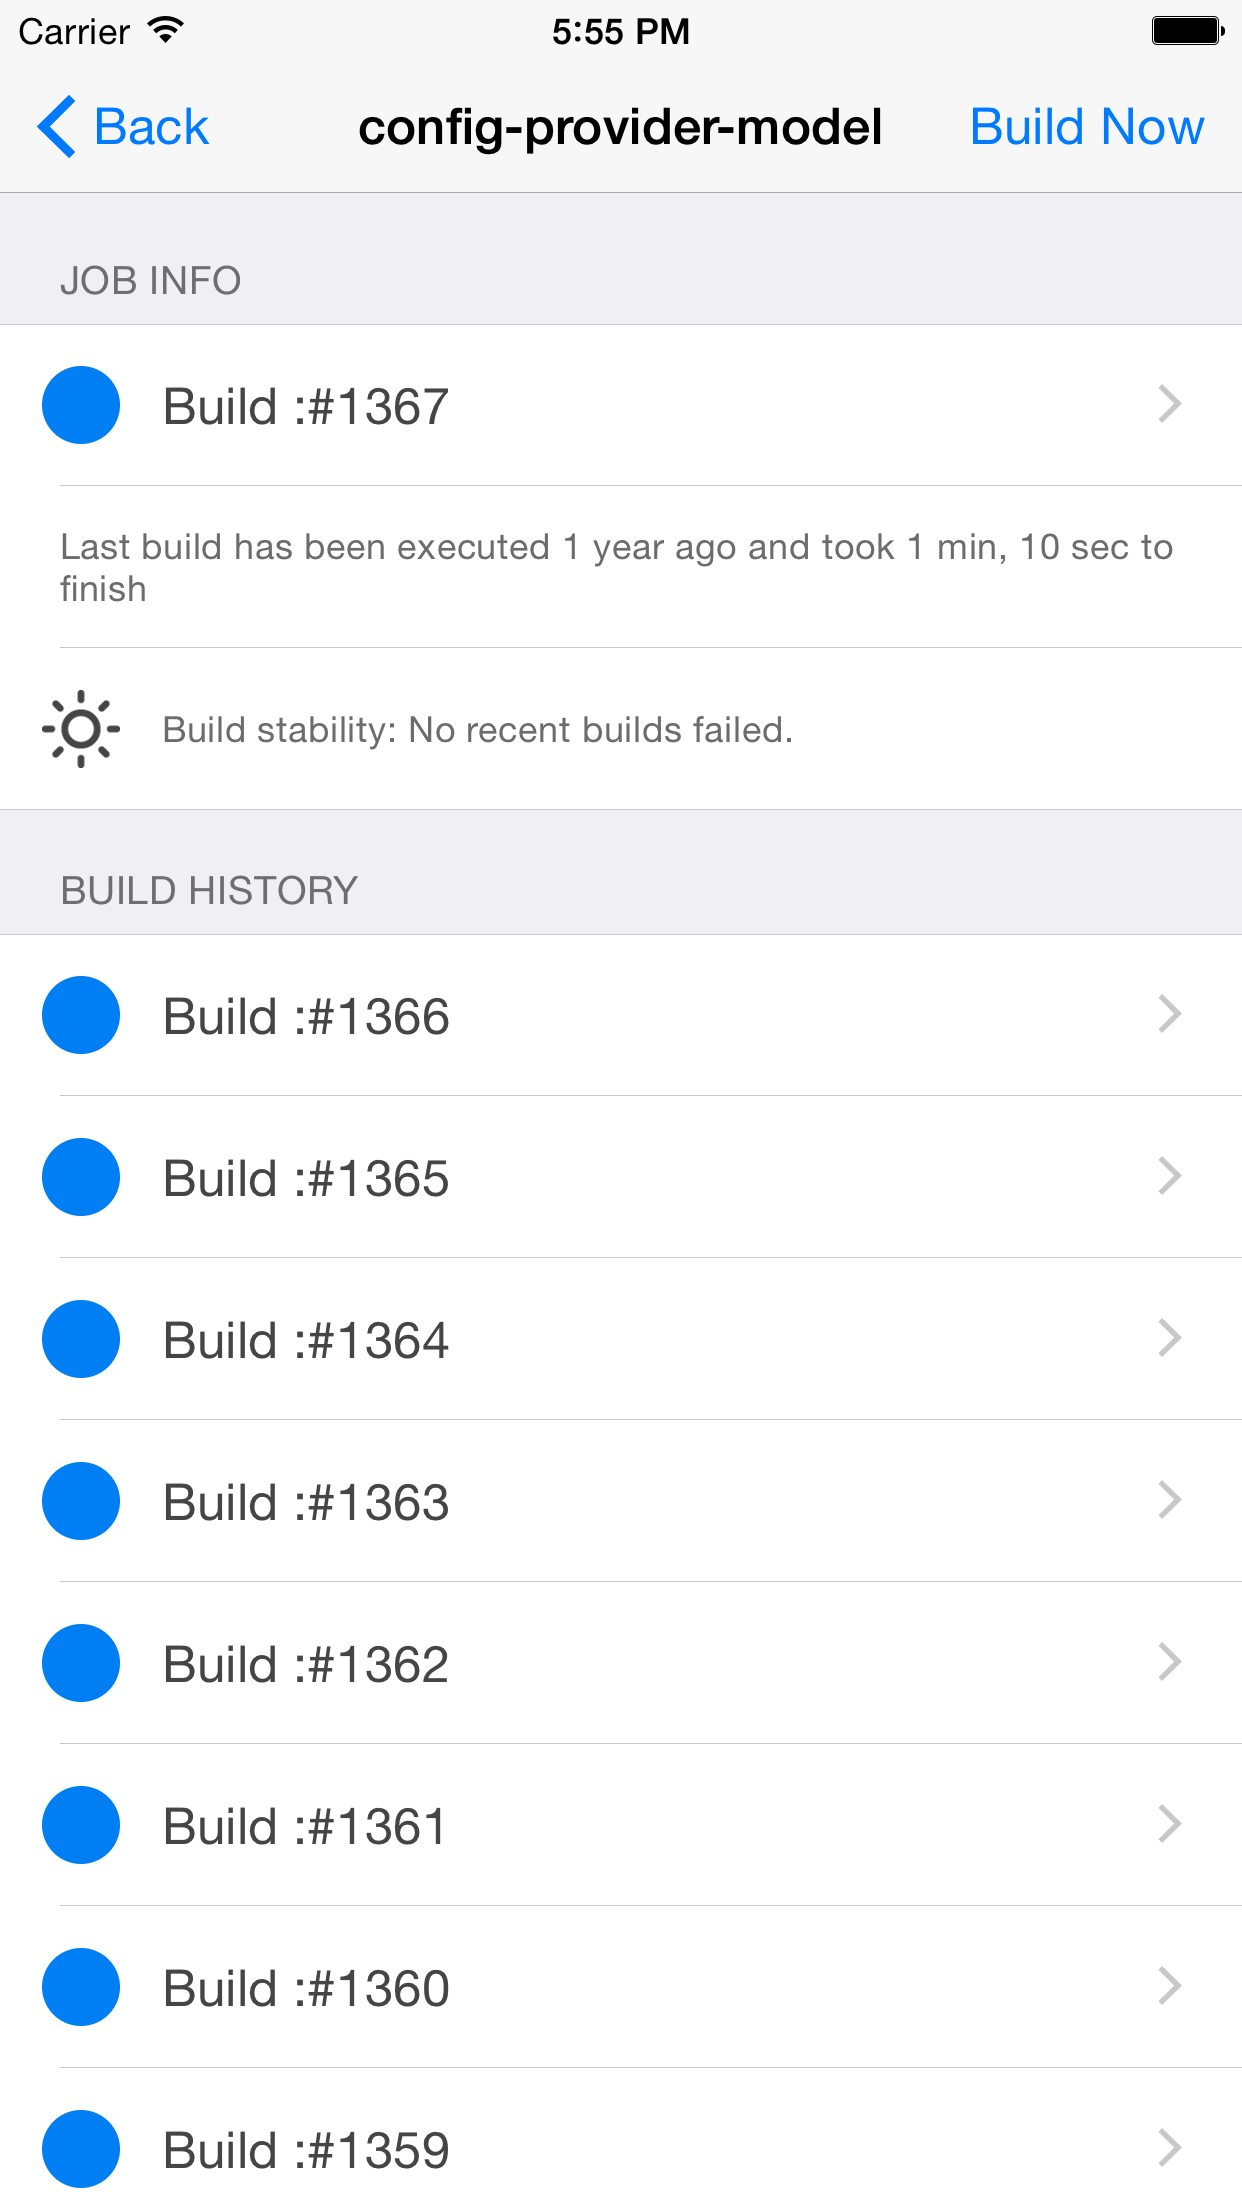 Carrier 5:55 PM
Back config-provider-model Build Now
JOB INFO
Build :#1367
Last build has been executed 1 year ago and took 1 min, 10 sec to
finish
Build stability: No recent builds failed.
BUILD HISTORY
Build :#1366
Build :#1365
Build :#1364
Build :#1363
Build :#1362
Build :#1361
Build :#1360
Build :#1359